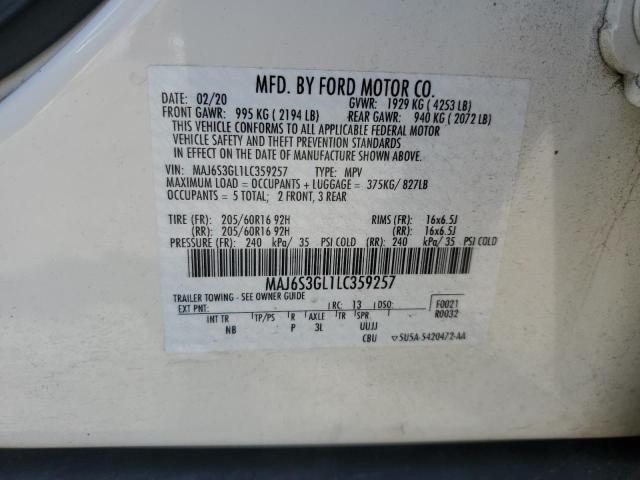 MFD. BY FORD MOTOR CO.
DATE: 02/20 GVWR: 1929 KG ( 4253 LB)
FRONT GAWR: 995 KG ( 2194 LB) REAR GAWR: 940 KG ( 2072 LB)
THIS VEHICLE CONFORMS TO ALL APPLICABLE FEDERAL MOTOR
VEHICLE SAFETY AND THEFT PREVENTION STANDARDS
IN EFFECT ON THE DATE OF MANUFACTURE SHOWN ABOVE.
VIN: MAJ6S3GL1LC359257 TYPE: MPV
MAXIMUM LOAD = OCCUPANTS + LUGGAGE = 375KG/ 827LB
OCCUPANTS = 5 TOTAL; 2 FRONT, 3 REAR
TIRE (FR): 205/60R16 92H RIMS (FR): 16x6.5J
(RR): 205/60R16 92H (RR): 16x6.5J
PRESSURE (FR): 240 kPa/ 35 PSI COLD (RR): 240 kPa/ 35 PSI COLD
MAJ6S3GL1LC359257
TRAILER TOWING - SEE OWNER GUIDE
EXT PNT: RC: 13 DSO: F0021
INT TR TP/PS R AXLE TR SPR R0032
NB P 3L UUJJ
CBU 5U5A-5420472-AA